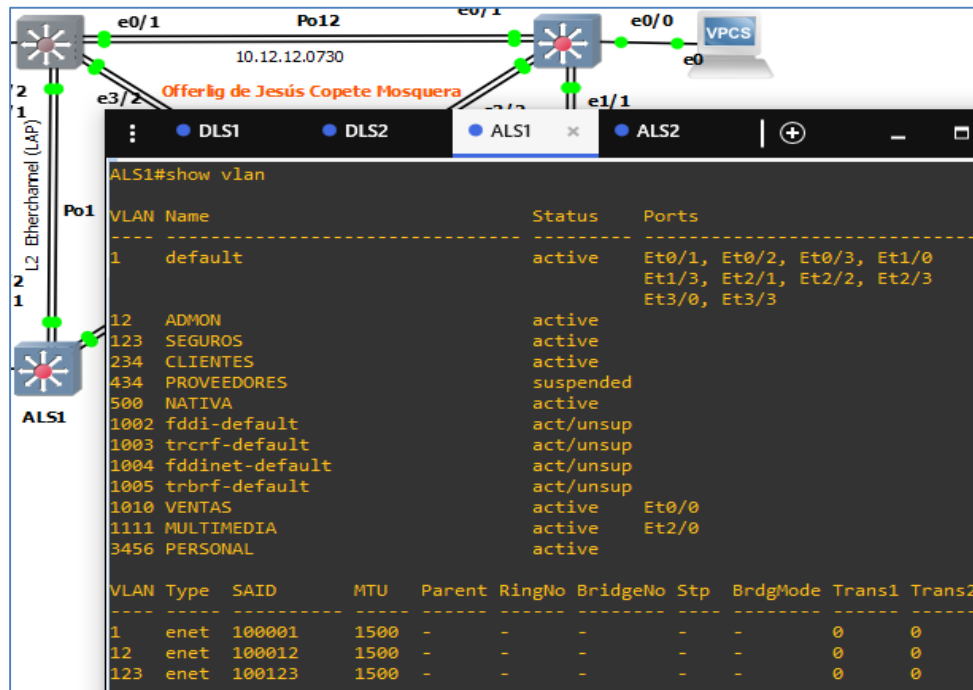 e0/1
Po12
e0/1
e0/0
VPCS
e0
10.12.12.0730
Offerlig de Jesús Copete Mosquera
e3/2
e1/1
L2 Etherchannel (LAP)
Po1
ALS1
DLS1 DLS2 ALS1 × ALS2
ALS1#show vlan
VLAN Name Status Ports
---- -------------------------------- --------- -------------------------------
1 default active Et0/1, Et0/2, Et0/3, Et1/0
Et1/3, Et2/1, Et2/2, Et2/3
Et3/0, Et3/3
12 ADMON active
123 SEGUROS active
234 CLIENTES active
434 PROVEEDORES suspended
500 NATIVA active
1002 fddi-default act/unsup
1003 trcrf-default act/unsup
1004 fddinet-default act/unsup
1005 trbrf-default act/unsup
1010 VENTAS active Et0/0
1111 MULTIMEDIA active Et2/0
3456 PERSONAL active
VLAN Type SAID MTU Parent RingNo BridgeNo Stp BrdgMode Trans1 Trans2
---- ----- ---------- ----- ------ ------ -------- ---- -------- ------ ------
1 enet 100001 1500 - - - - - 0 0
12 enet 100012 1500 - - - - - 0 0
123 enet 100123 1500 - - - - - 0 0